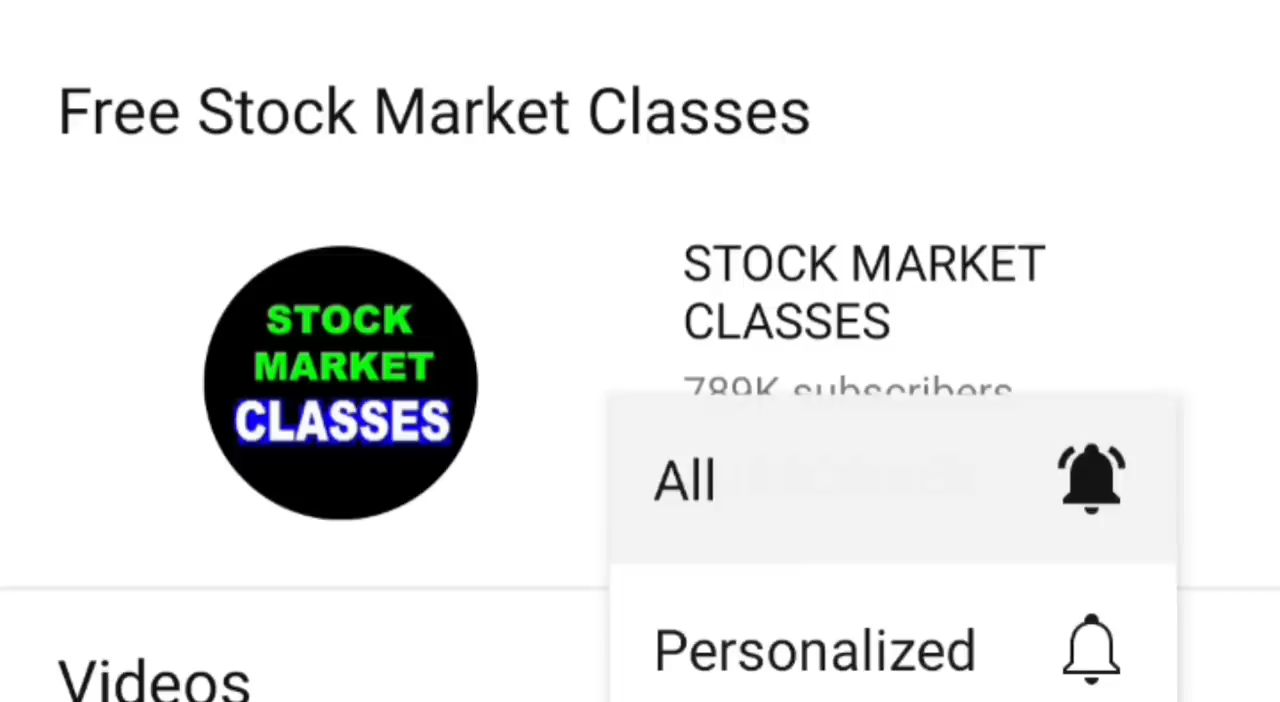 Free Stock Market Classes
STOCK
MARKET
CLASSES
STOCK MARKET
CLASSES
789K subscribers
All
Personalized
Videos